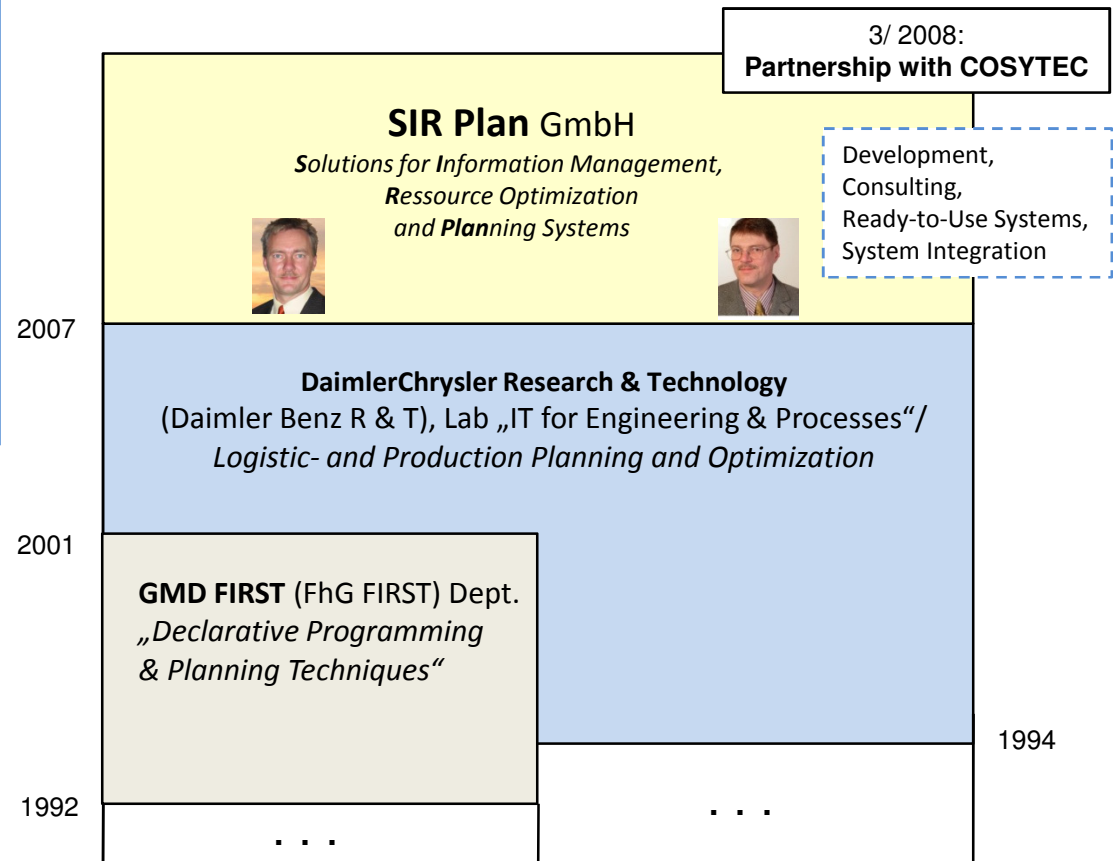 3/ 2008:
Partnership with COSYTEC
SIR Plan GmbH
Solutions for Information Management,
Ressource Optimization
and Planning Systems
Development,
Consulting,
Ready-to-Use Systems,
System Integration
2007
DaimlerChrysler Research & Technology
(Daimler Benz R & T), Lab „IT for Engineering & Processes“/
Logistic- and Production Planning and Optimization
2001
GMD FIRST (FhG FIRST) Dept.
„Declarative Programming
& Planning Techniques“
1994
1992
. . .
. . .